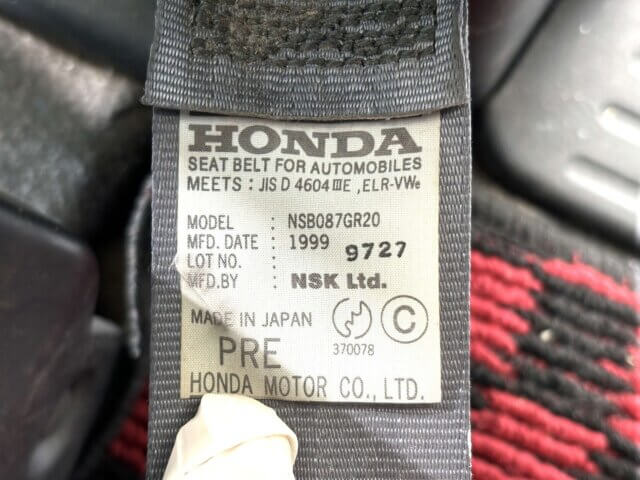 HONDA
SEAT BELT FOR AUTOMOBILES
MEETS : JIS D 4604 ⅢE ,ELR-VWe
MODEL : NSB087GR20
MFD. DATE : 1999
LOT NO. : 9727
MFD.BY : NSK Ltd.
MADE IN JAPAN
C
PRE
370078
HONDA MOTOR CO., LTD.